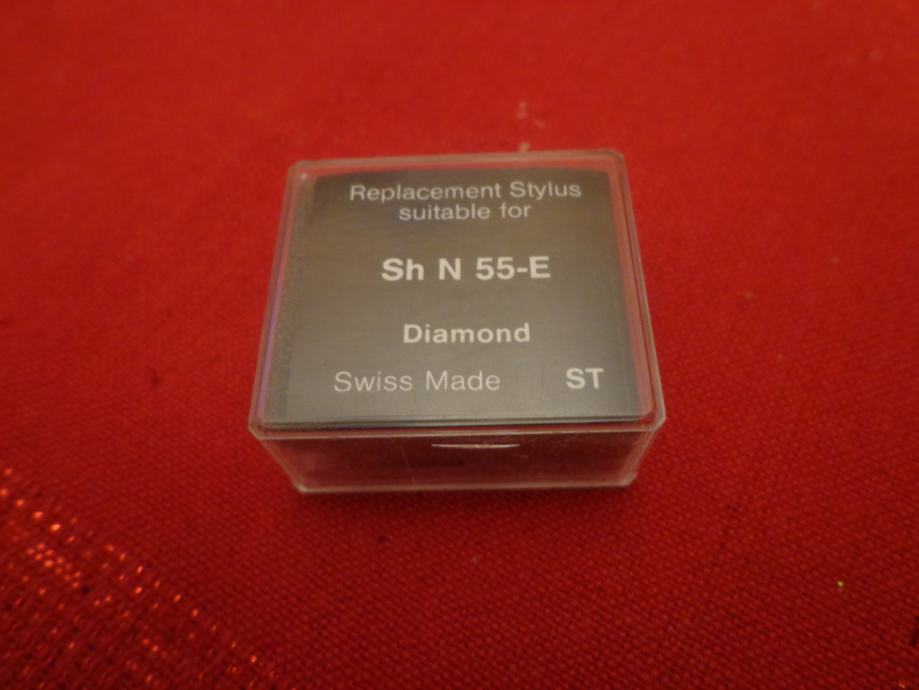 Replacement Stylus
suitable for
Sh N 55-E
Diamond
Swiss Made ST